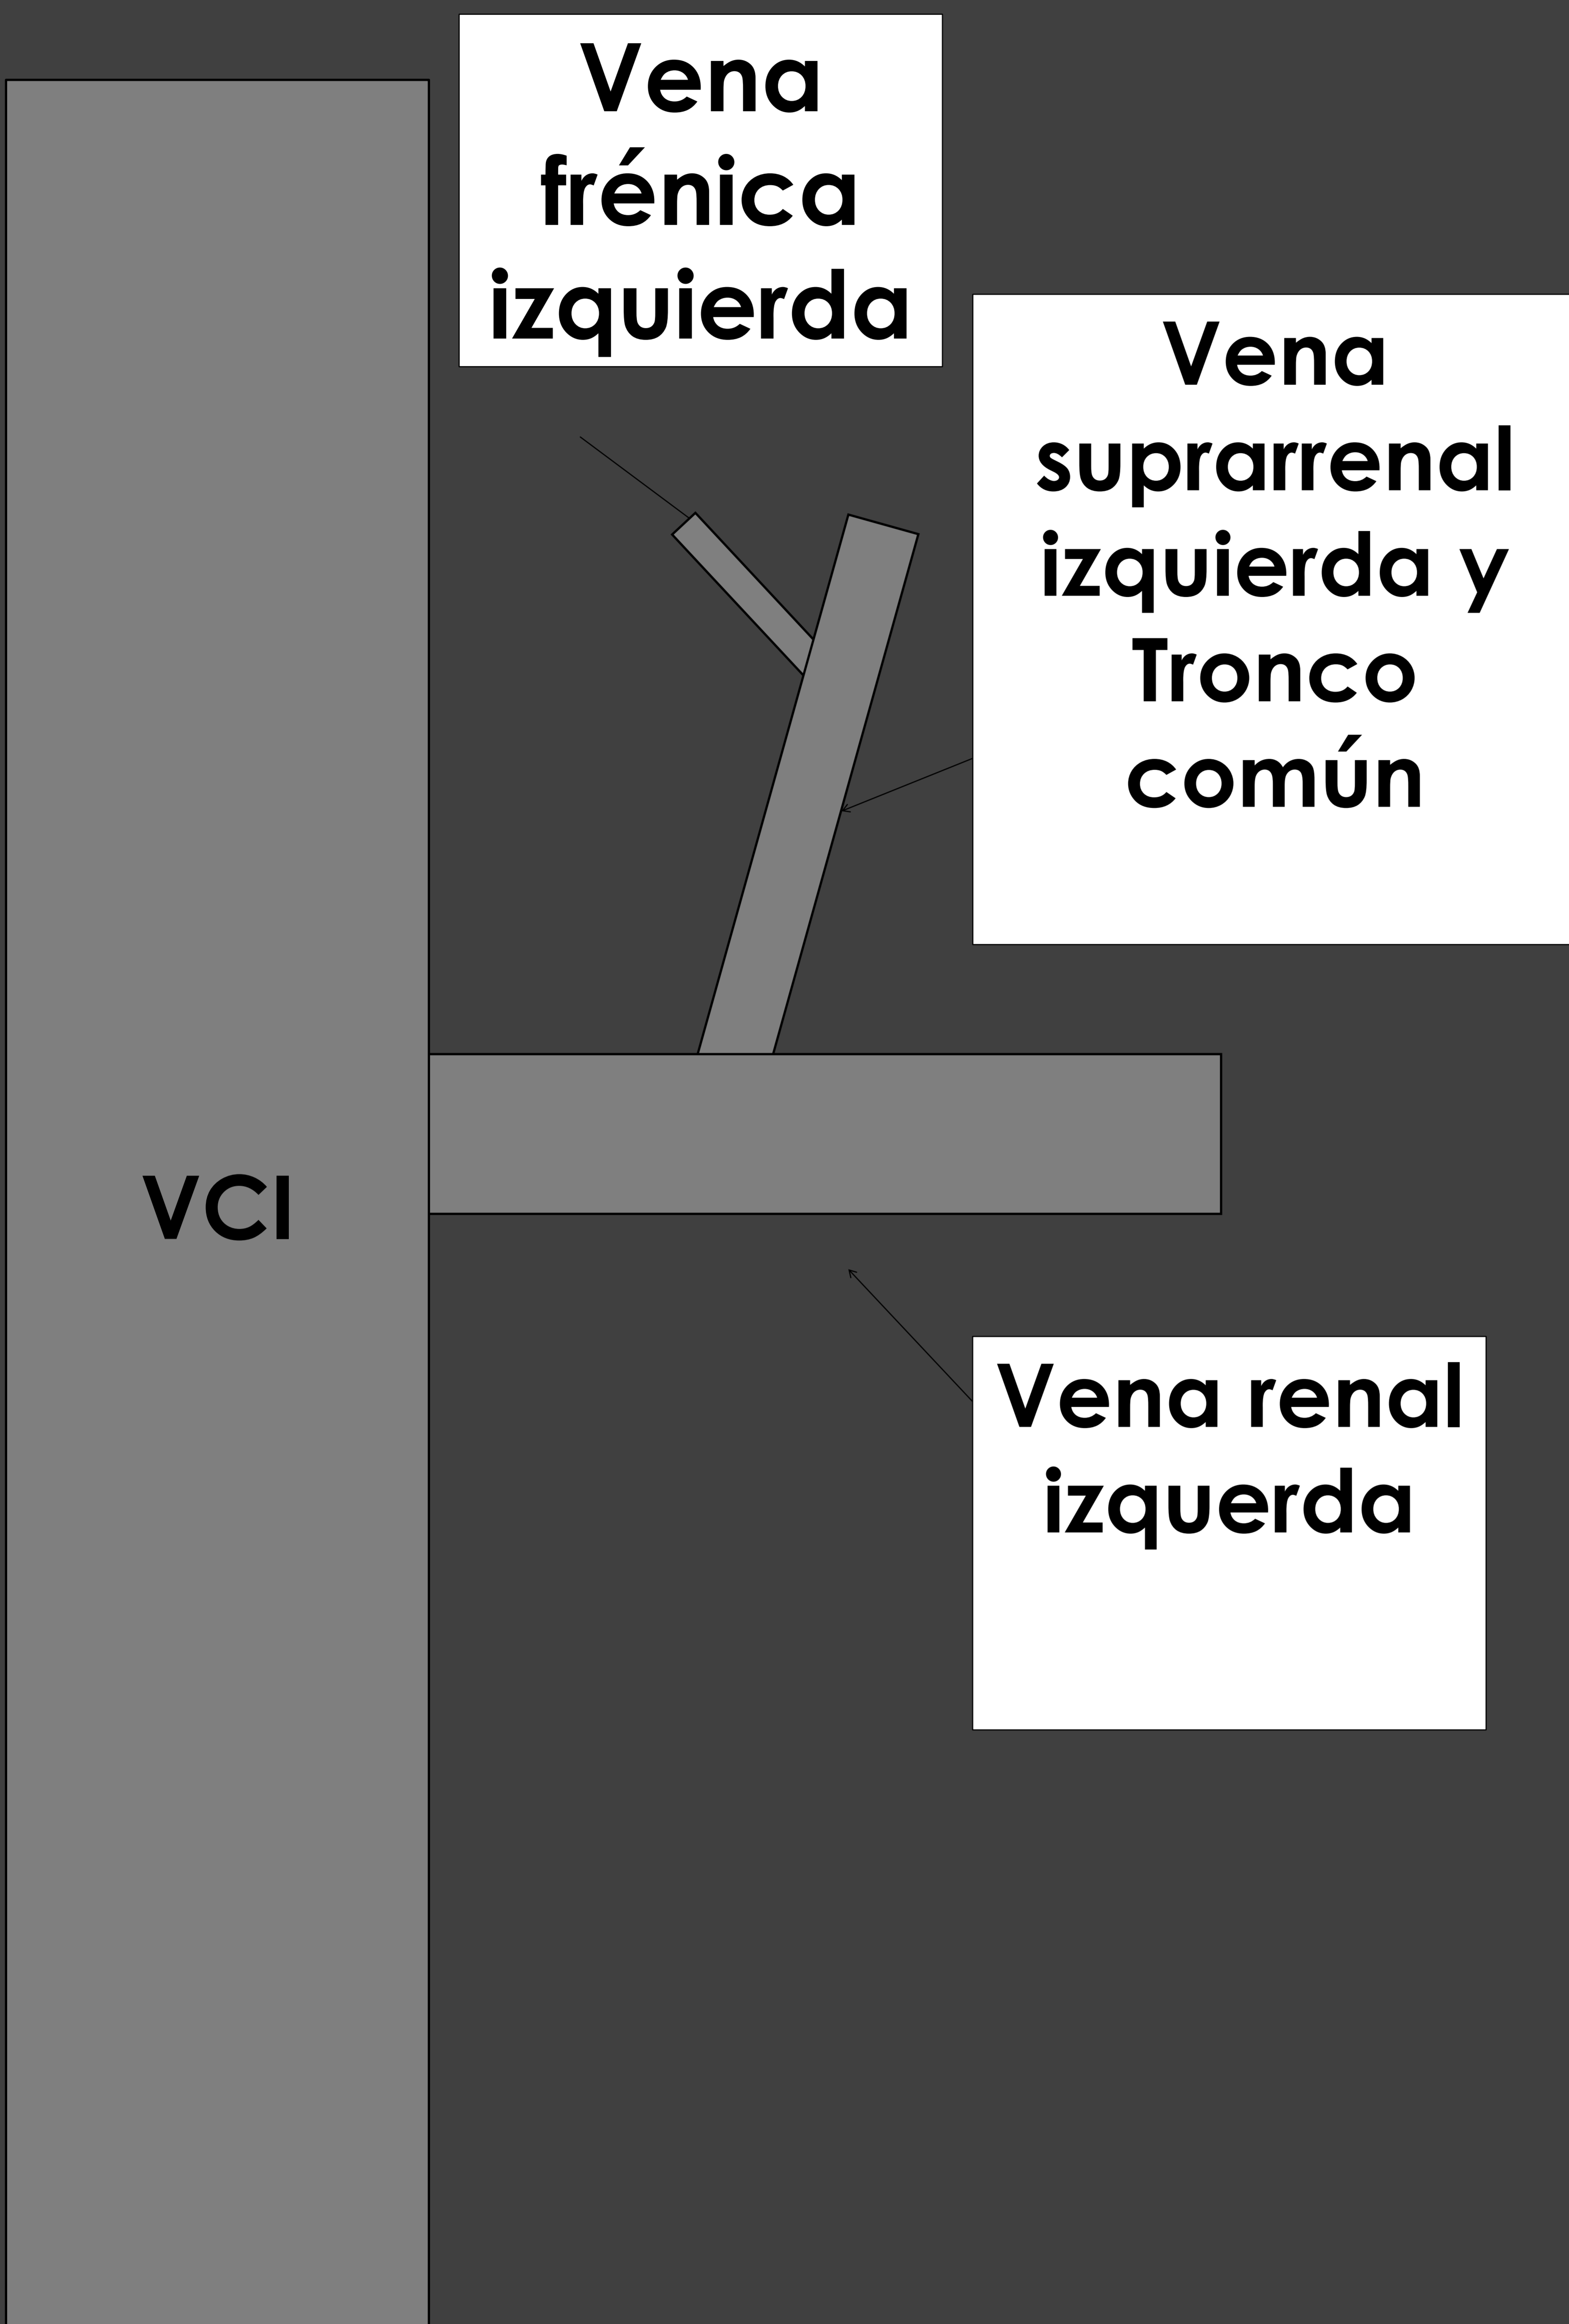 Vena
frénica
izquierda
Vena
suprarrenal
izquierda y
Tronco
común
VCI
Vena renal
izquerda